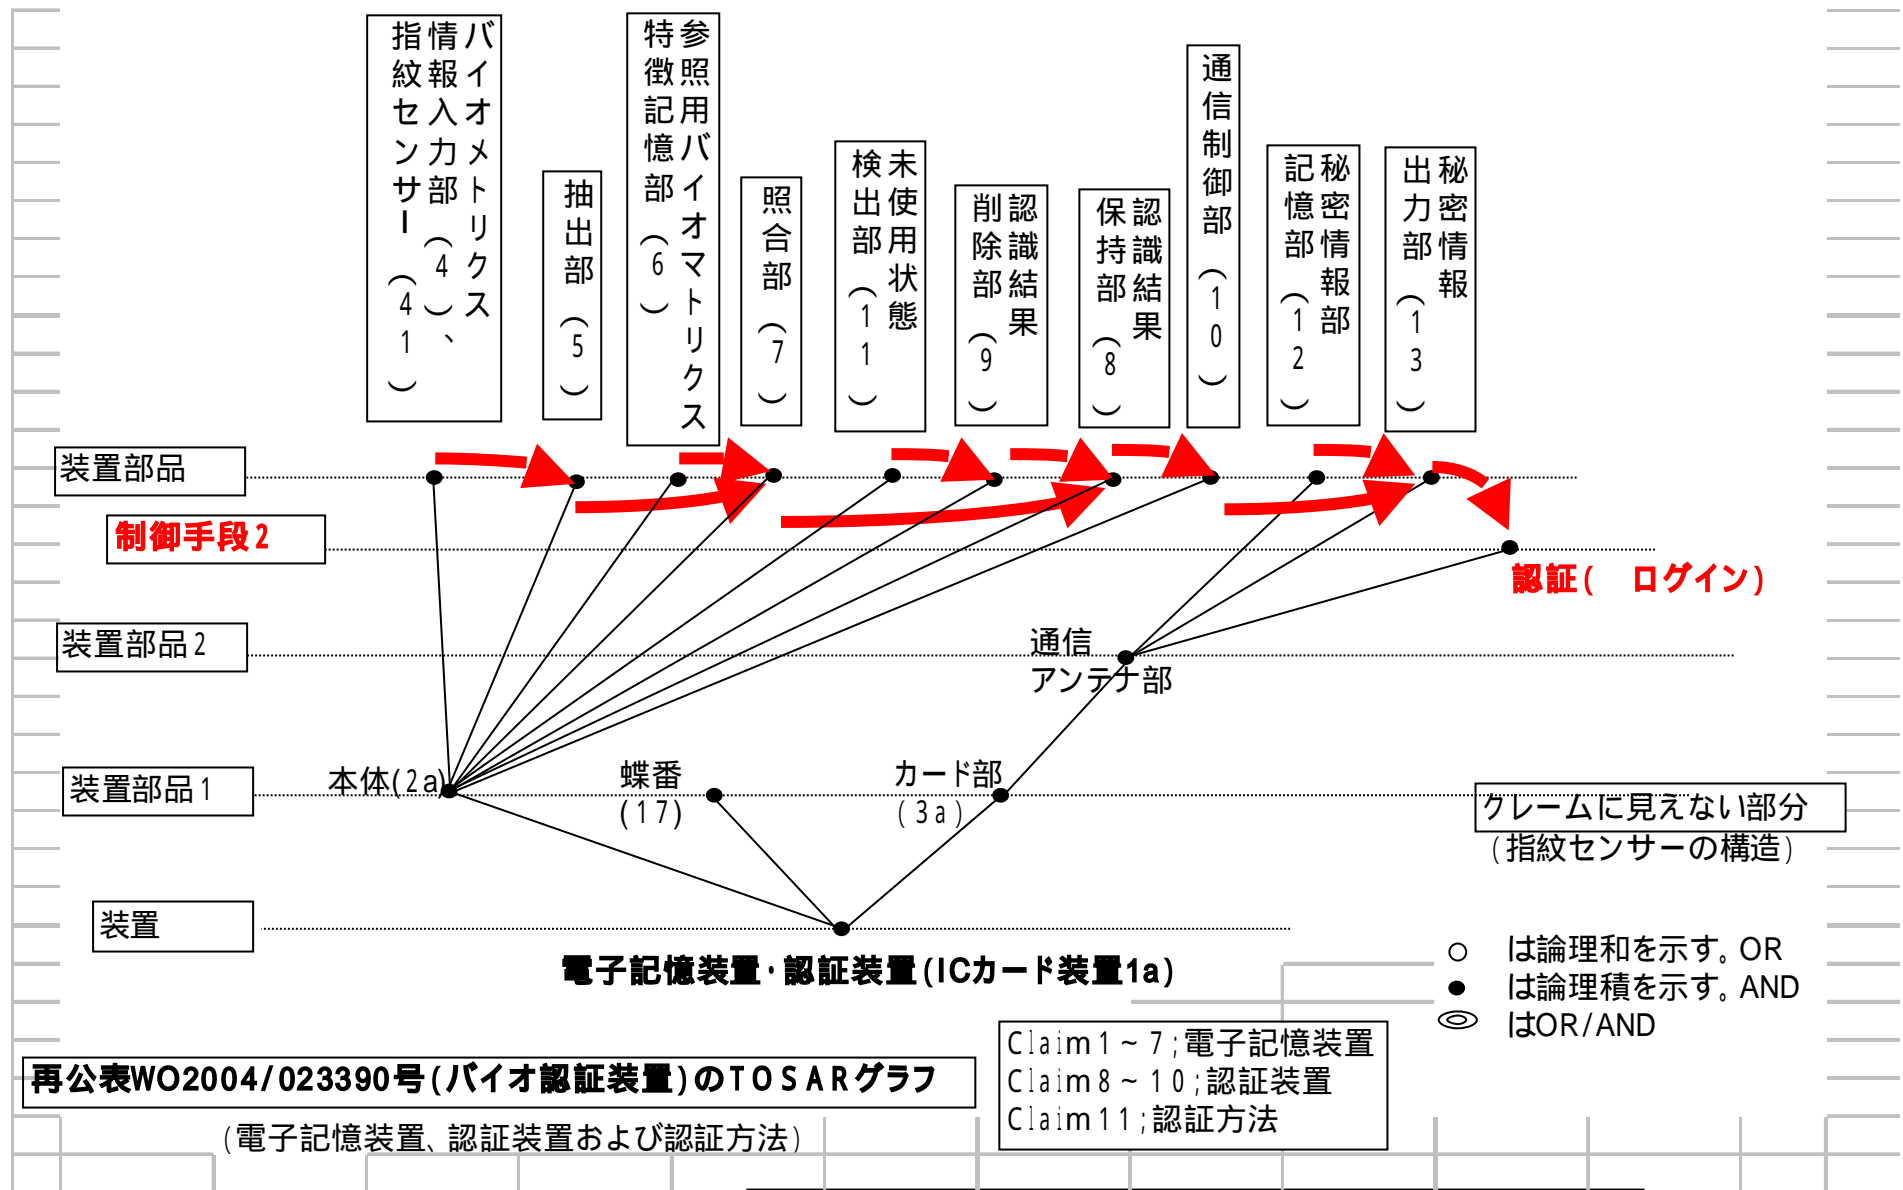 バイオメトリクス
情報入力部(4)、
指紋センサー(41)
抽出部(5)
参照用バイオマトリクス
特徴記憶部(6)
照合部(7)
未使用状態
検出部(11)
認識結果
削除部(9)
認識結果
保持部(8)
通信制御部(10)
秘密情報部
記憶部(12)
秘密情報
出力部(13)
装置部品
制御手段2
認証( ログイン)
装置部品2
通信
アンテナ部
装置部品1
本体(2a)
蝶番
(17)
カード部
(3a)
クレームに見えない部分
(指紋センサーの構造)
装置
電子記憶装置・認証装置(ICカード装置1a)
○ は論理和を示す。OR
● は論理積を示す。AND
◎ はOR/AND
再公表WO2004/023390号(バイオ認証装置)のTOSARグラフ
(電子記憶装置、認証装置および認証方法)
Claim1~7;電子記憶装置
Claim8~10;認証装置
Claim11;認証方法